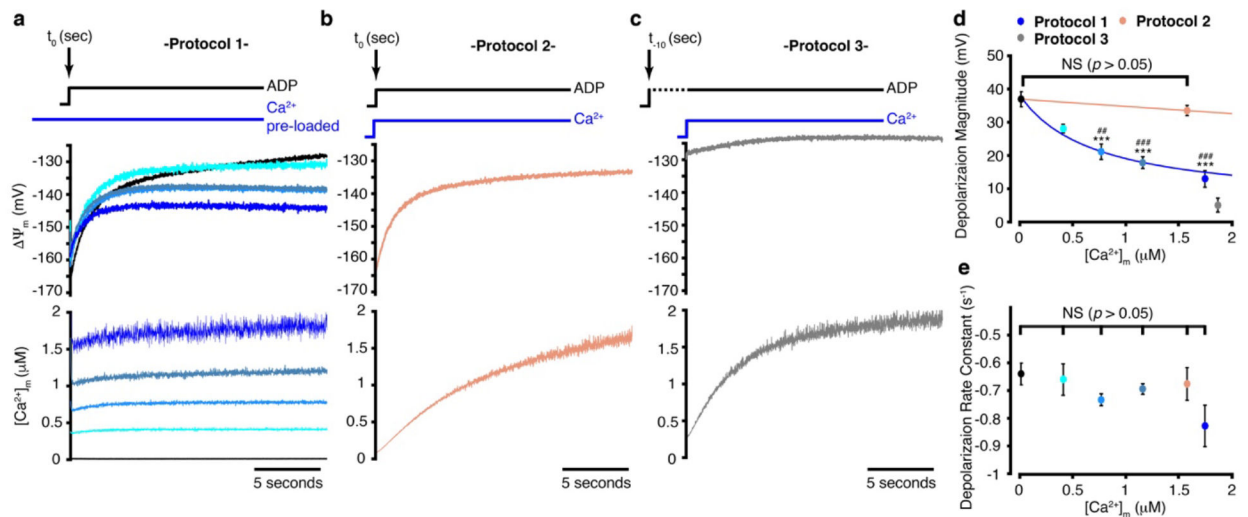 a
t₀ (sec)
-Protocol 1-
ADP
Ca²⁺
pre-loaded
ΔΨₘ (mV)
-130
-140
-150
-160
-170
[Ca²⁺]ₘ (μM)
2
1.5
1
0.5
0
5 seconds
b
t₀ (sec)
-Protocol 2-
ADP
Ca²⁺
-130
-140
-150
-160
-170
2
1.5
1
0.5
0
5 seconds
c
t₋₁₀ (sec)
-Protocol 3-
ADP
Ca²⁺
-130
-140
-150
-160
-170
2
1.5
1
0.5
0
5 seconds
d
Protocol 1
Protocol 2
Protocol 3
NS (p > 0.05)
Depolarizaion Magnitude (mV)
50
40
30
20
10
0
##
***
###
***
###
***
0
0.5
1
1.5
2
[Ca²⁺]ₘ (μM)
e
NS (p > 0.05)
Depolarizaion Rate Constant (s⁻¹)
-0.5
-0.6
-0.7
-0.8
-0.9
-1
0
0.5
1
1.5
2
[Ca²⁺]ₘ (μM)